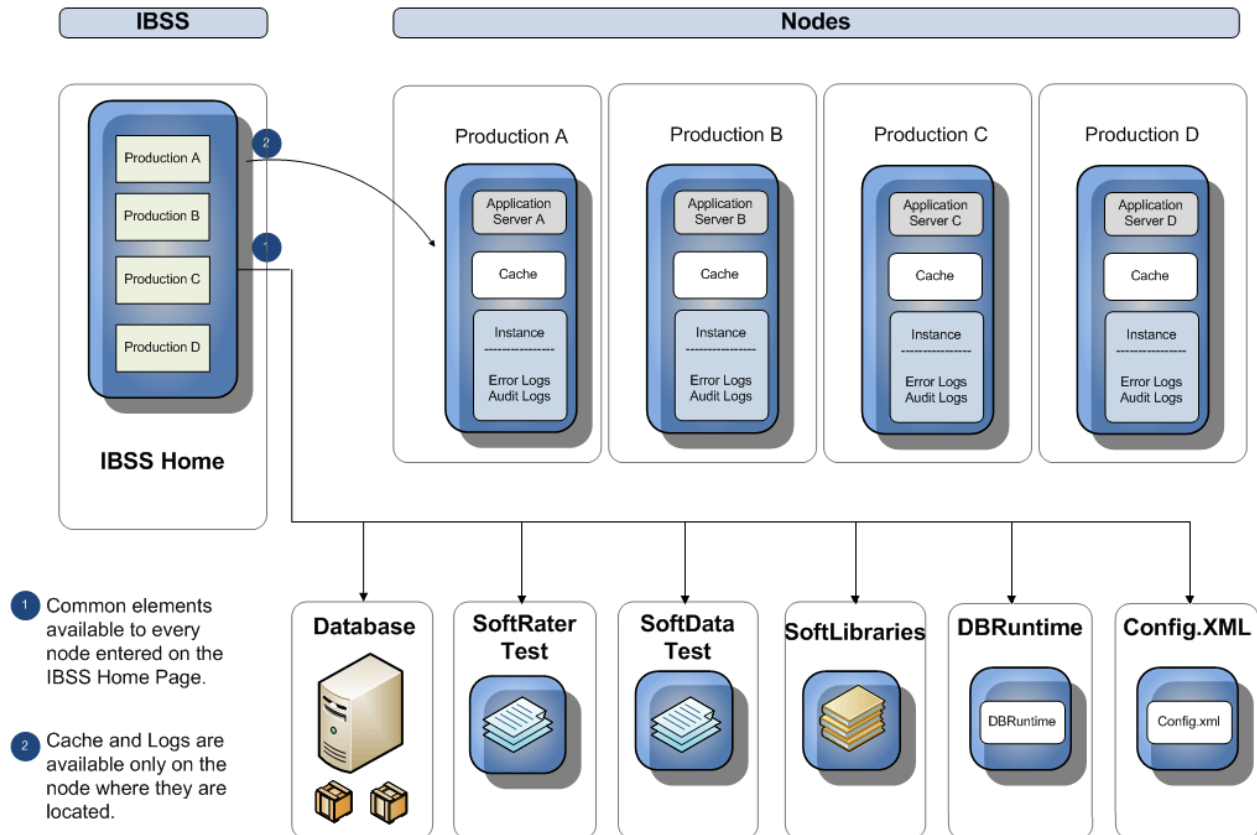 IBSS
Nodes
2
1
Production A
Production B
Production C
Production D
IBSS Home
Production A
Application
Server A
Cache
Instance
-----------------
Error Logs
Audit Logs
Production B
Application
Server B
Cache
Instance
-----------------
Error Logs
Audit Logs
Production C
Application
Server C
Cache
Instance
-----------------
Error Logs
Audit Logs
Production D
Application
Server D
Cache
Instance
-----------------
Error Logs
Audit Logs
1
Common elements
available to every
node entered on the
IBSS Home Page.
2
Cache and Logs are
available only on the
node where they are
located.
Database
SoftRater
Test
SoftData
Test
SoftLibraries
DBRuntime
DBRuntime
Config.XML
Config.xml